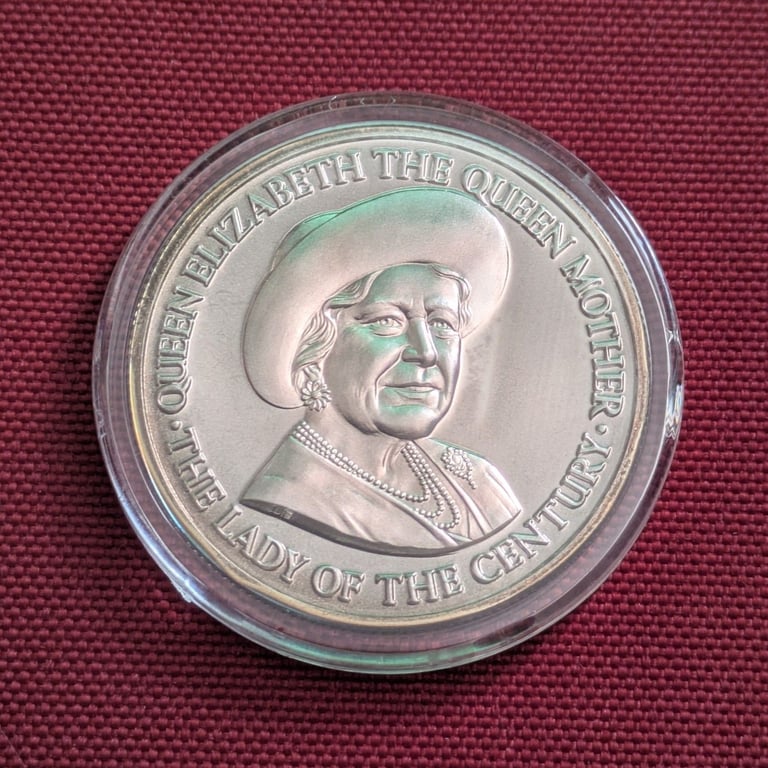 QUEEN ELIZABETH THE QUEEN MOTHER
· THE LADY OF THE CENTURY ·